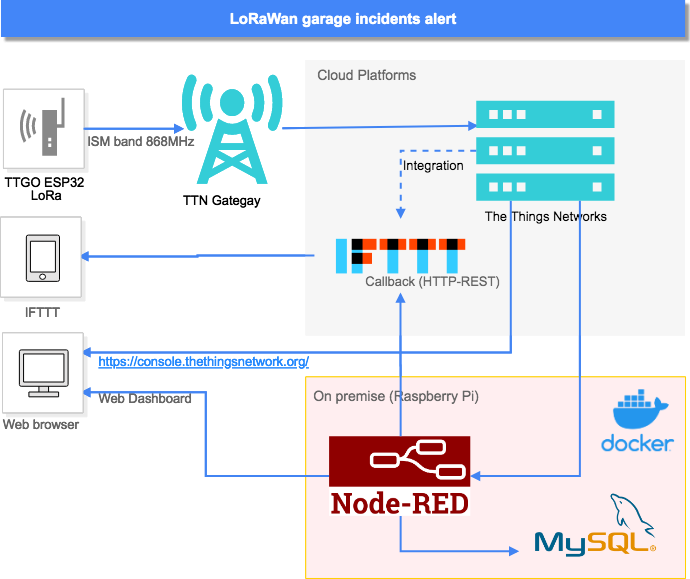 LoRaWan garage incidents alert
Cloud Platforms
ISM band 868MHz
TTGO ESP32
LoRa
TTN Gategay
Integration
The Things Networks
IFTTT
Callback (HTTP-REST)
IFTTT
https://console.thethingsnetwork.org/
Web Dashboard
Web browser
On premise (Raspberry Pi)
docker
Node-RED
MySQL®